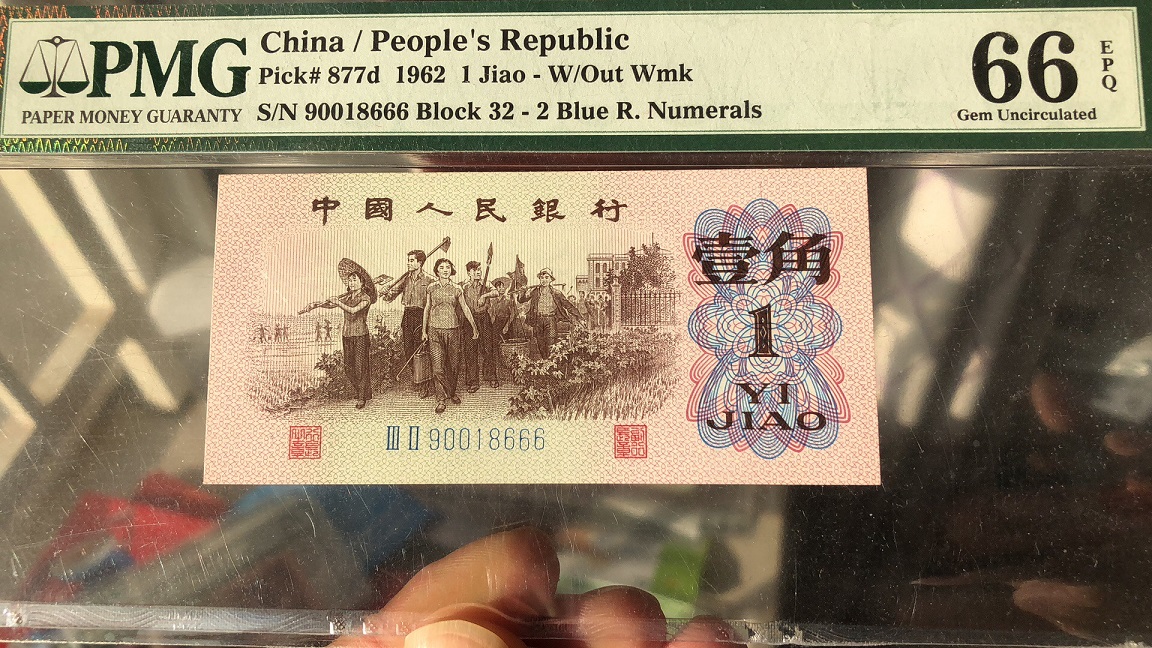 PMG
PAPER MONEY GUARANTY
China / People's Republic
Pick# 877d 1962 1 Jiao - W/Out Wmk
S/N 90018666 Block 32 - 2 Blue R. Numerals
66
EPQ
Gem Uncirculated
中國人民銀行
壹角
1
YI
JIAO
III II 90018666